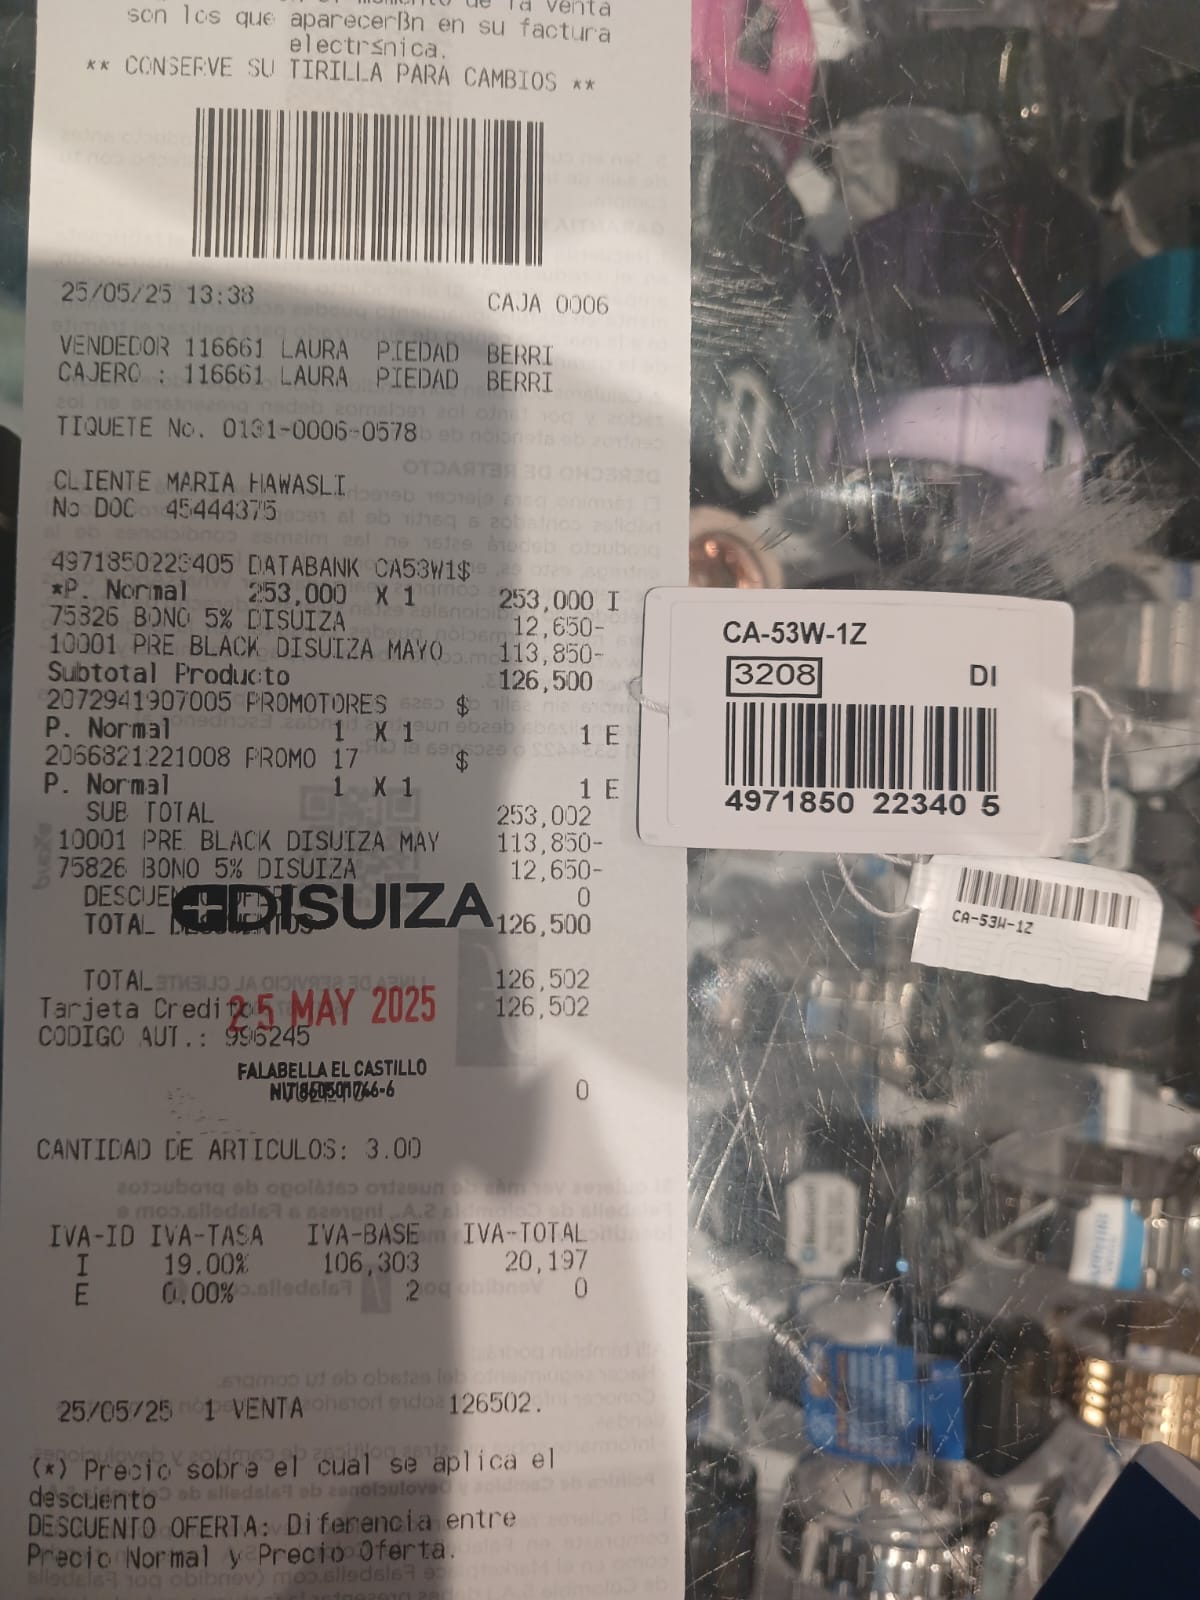 son los que aparecerßn en su factura
electr≤nica.
** CONSERVE SU TIRILLA PARA CAMBIOS **
25/05/25 13:38 CAJA 0006
VENDEDOR 116661 LAURA PIEDAD BERRI
CAJERO : 116661 LAURA PIEDAD BERRI
TIQUETE No. 0131-0006-0578
CLIENTE MARIA HAWASLI
No DOC 45444375
4971850223405 DATABANK CA53W1$
*P. Normal 253,000 X 1 253,000 I
75826 BONO 5% DISUIZA 12,650-
10001 PRE BLACK DISUIZA MAYO 113,850-
Subtotal Producto 126,500
2072941907005 PROMOTORES $
P. Normal 1 X 1 1 E
2066821221008 PROMO 17 $
P. Normal 1 X 1 1 E
SUB TOTAL 253,002
10001 PRE BLACK DISUIZA MAY 113,850-
75826 BONO 5% DISUIZA 12,650-
0
DISUIZA
TOTAL 126,500
TOTAL 126,502
Tarjeta Credito 126,502
25 MAY 2025
CODIGO AUT.: 996245
FALABELLA EL CASTILLO
0
CANTIDAD DE ARTICULOS: 3.00
IVA-ID IVA-TASA IVA-BASE IVA-TOTAL
I 19.00% 106,303 20,197
E 0.00% 2 0
25/05/25 1 VENTA 126502.
(*) Precio sobre el cual se aplica el
descuento
DESCUENTO OFERTA: Diferencia entre
Precio Normal y Precio Oferta.
CA-53W-1Z
3208 DI
4971850 22340 5
CA-53W-1Z